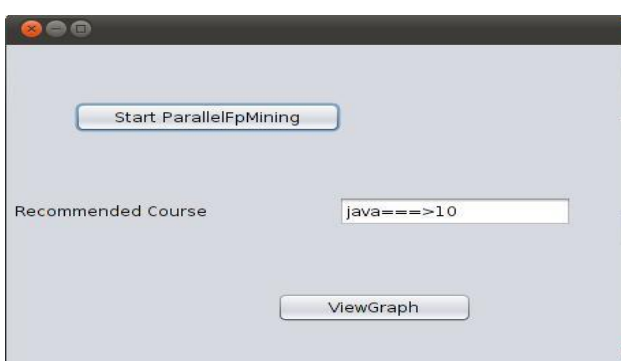 Start ParallelFpMining
Recommended Course java===>10
ViewGraph